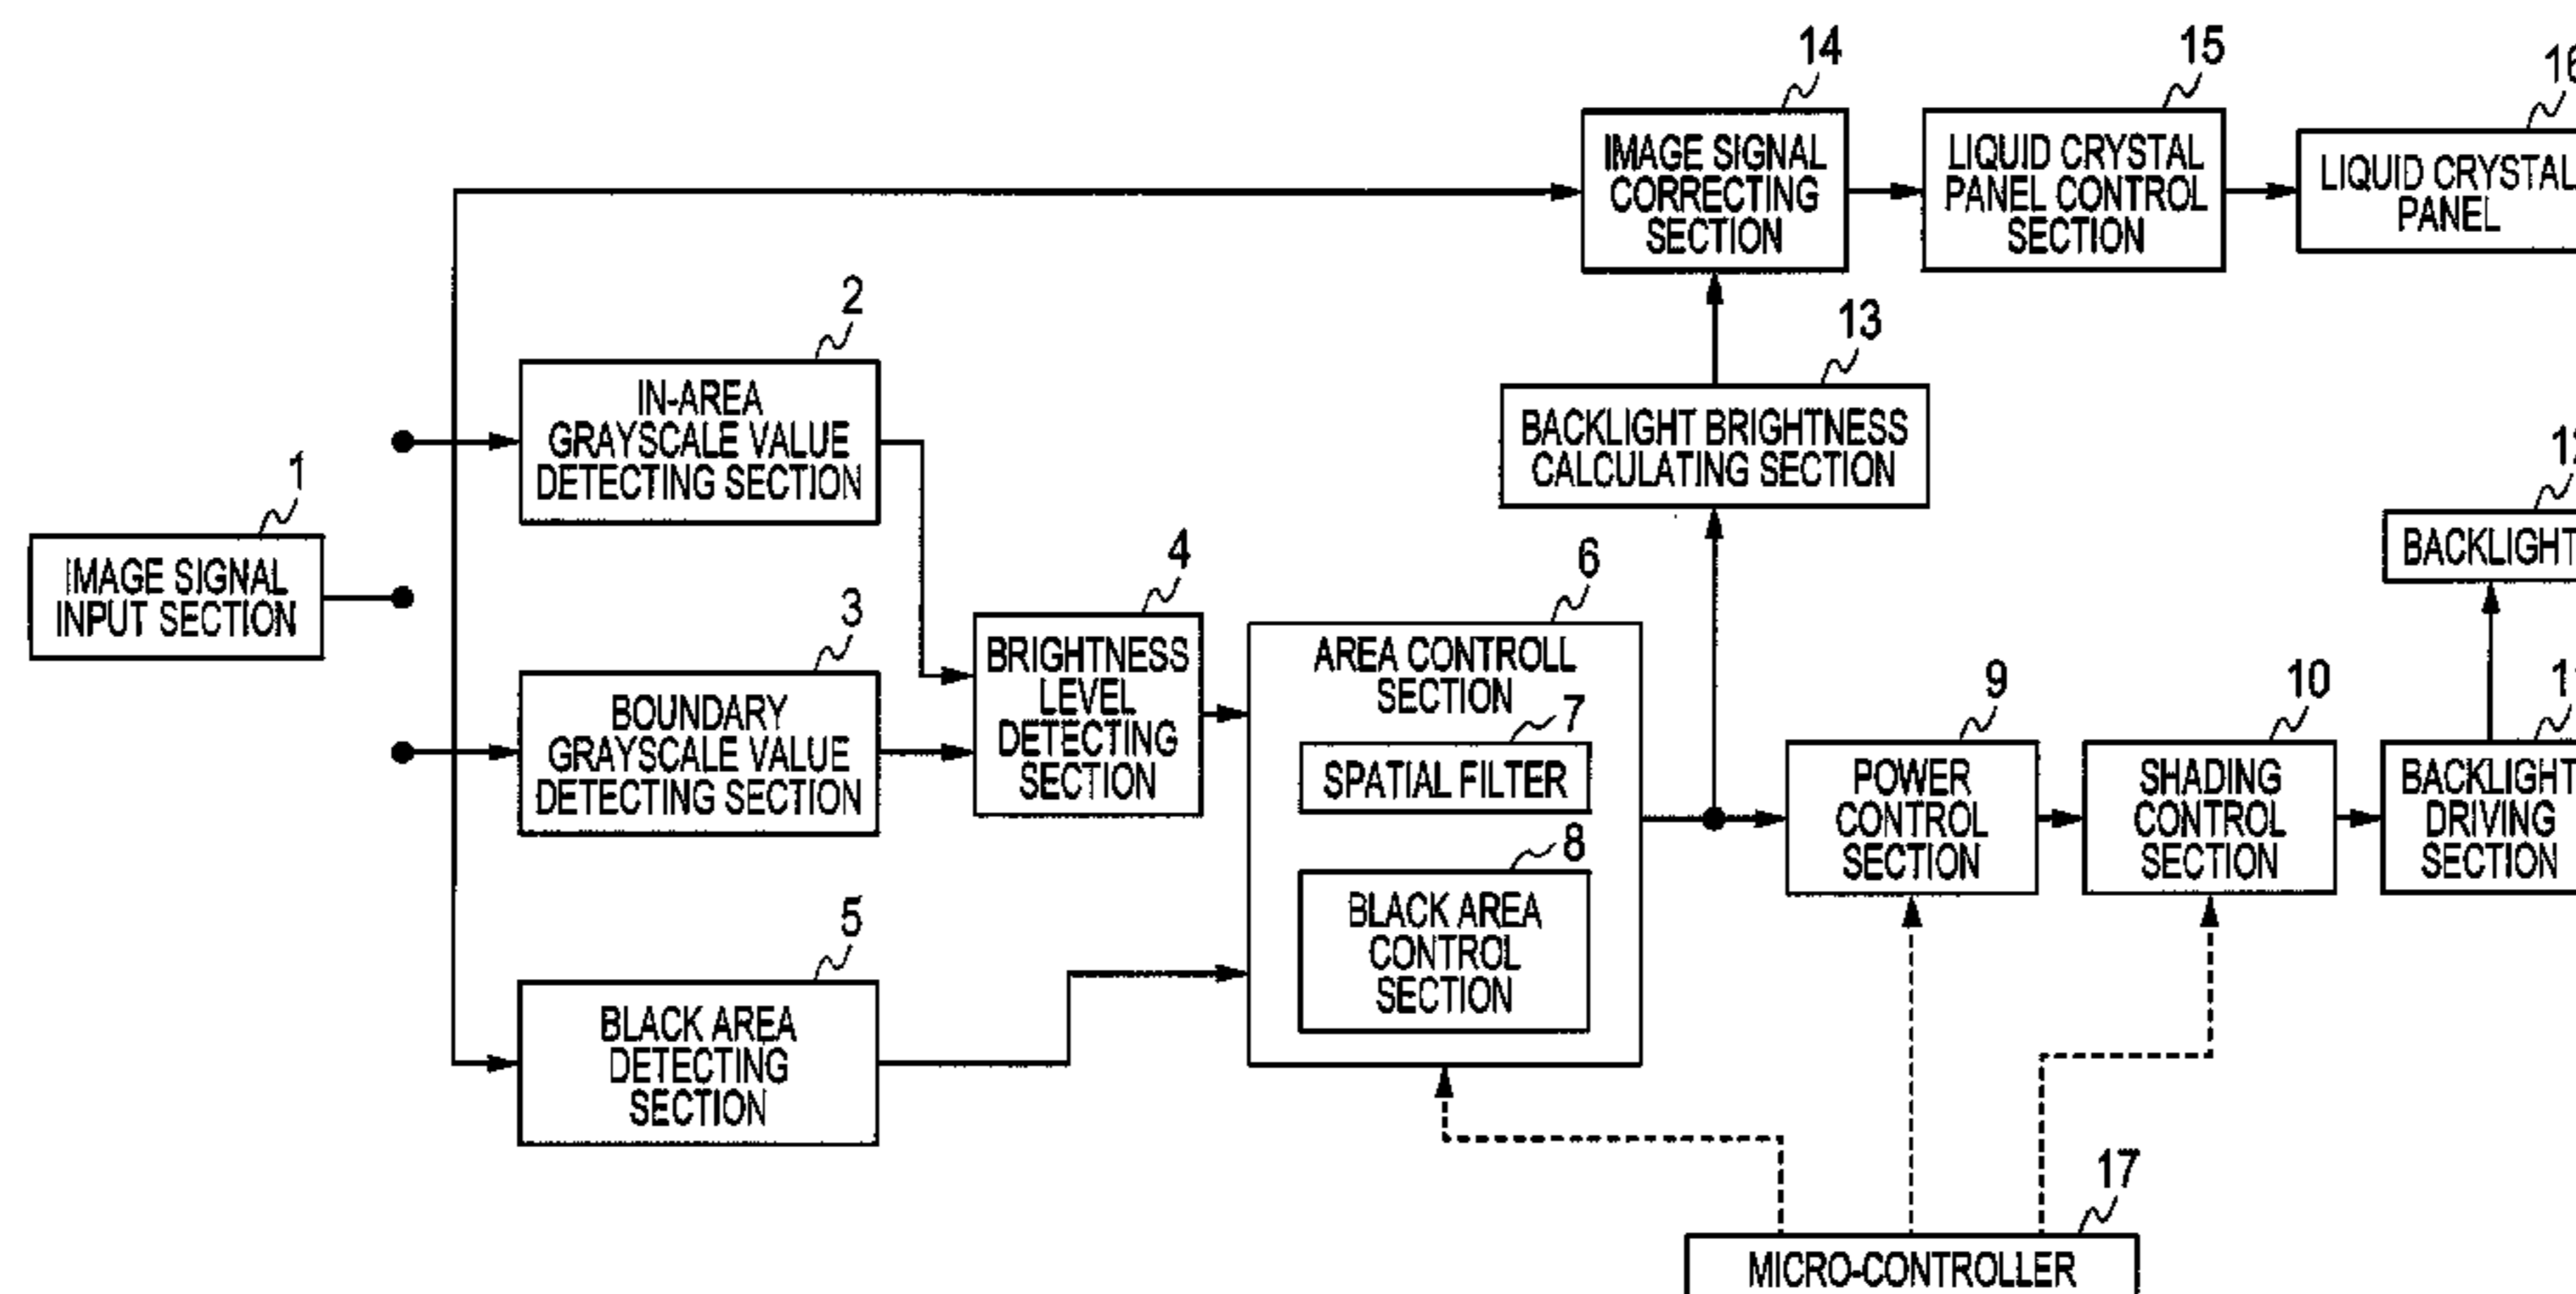 14
IMAGE SIGNAL
CORRECTING
SECTION
15
LIQUID CRYSTAL
PANEL CONTROL
SECTION
16
LIQUID CRYSTAL
PANEL
2
IN-AREA
GRAYSCALE VALUE
DETECTING SECTION
13
BACKLIGHT BRIGHTNESS
CALCULATING SECTION
1
IMAGE SIGNAL
INPUT SECTION
3
BOUNDARY
GRAYSCALE VALUE
DETECTING SECTION
4
BRIGHTNESS
LEVEL
DETECTING
SECTION
6
AREA CONTROLL
SECTION
7
SPATIAL FILTER
8
BLACK AREA
CONTROL
SECTION
12
BACKLIGHT
9
POWER
CONTROL
SECTION
10
SHADING
CONTROL
SECTION
11
BACKLIGHT
DRIVING
SECTION
5
BLACK AREA
DETECTING
SECTION
17
MICRO-CONTROLLER